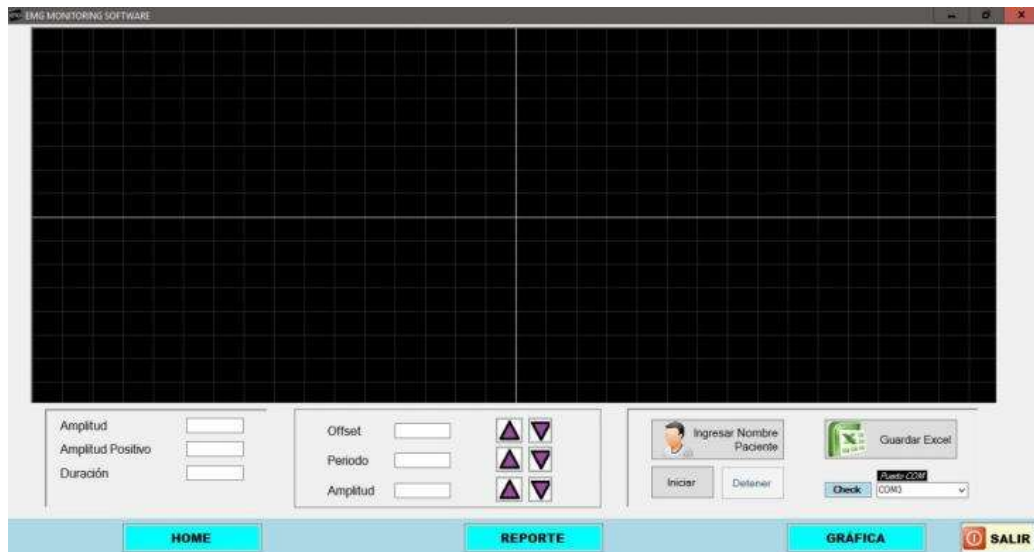 EMG MONITORING SOFTWARE
Amplitud
Amplitud Positivo
Duración
Offset
Periodo
Amplitud
Ingresar Nombre
Paciente
Guardar Excel
Iniciar
Detener
Puerto COM
Check
COM3
HOME
REPORTE
GRÁFICA
SALIR